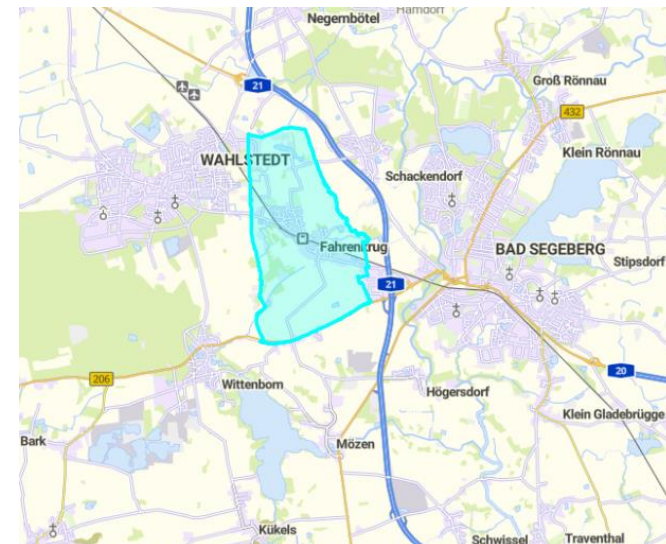 Hamdorf
Negernbötel
21
Groß Rönnau
432
WAHLSTEDT
Klein Rönnau
Schackendorf
Fahrenkrug
BAD SEGEBERG
Stipsdorf
21
20
206
Wittenborn
Högersdorf
Klein Gladebrügge
Bark
Mözen
Kükels
Schwissel
Traventhal